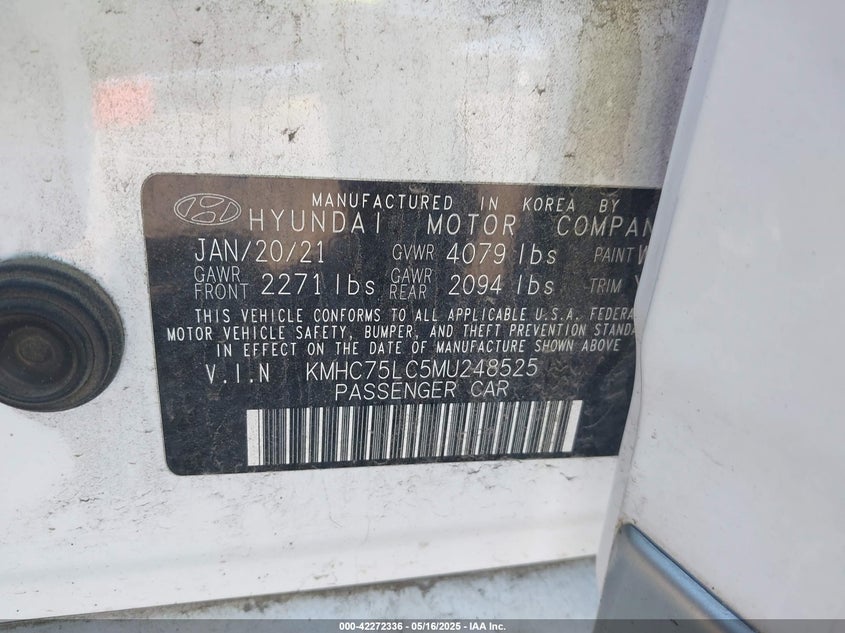 MANUFACTURED IN KOREA BY
HYUNDAI MOTOR COMPAN
JAN/20/21 GVWR 4079 lbs PAINT W
GAWR FRONT 2271 lbs GAWR REAR 2094 lbs TRIM Y
THIS VEHICLE CONFORMS TO ALL APPLICABLE U.S.A. FEDERA
MOTOR VEHICLE SAFETY, BUMPER, AND THEFT PREVENTION STANDA
IN EFFECT ON THE DATE OF MANUFACTURE SHOWN ABOVE
V.I.N KMHC75LC5MU248525
PASSENGER CAR
000-42272336 - 05/16/2025 - IAA Inc.